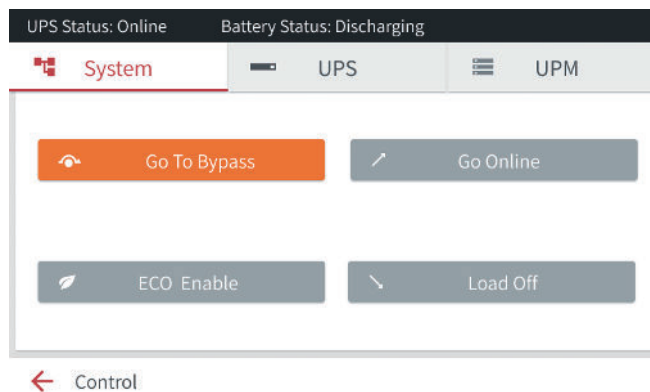 UPS Status: Online Battery Status: Discharging
System UPS UPM
Go To Bypass Go Online
ECO Enable Load Off
Control